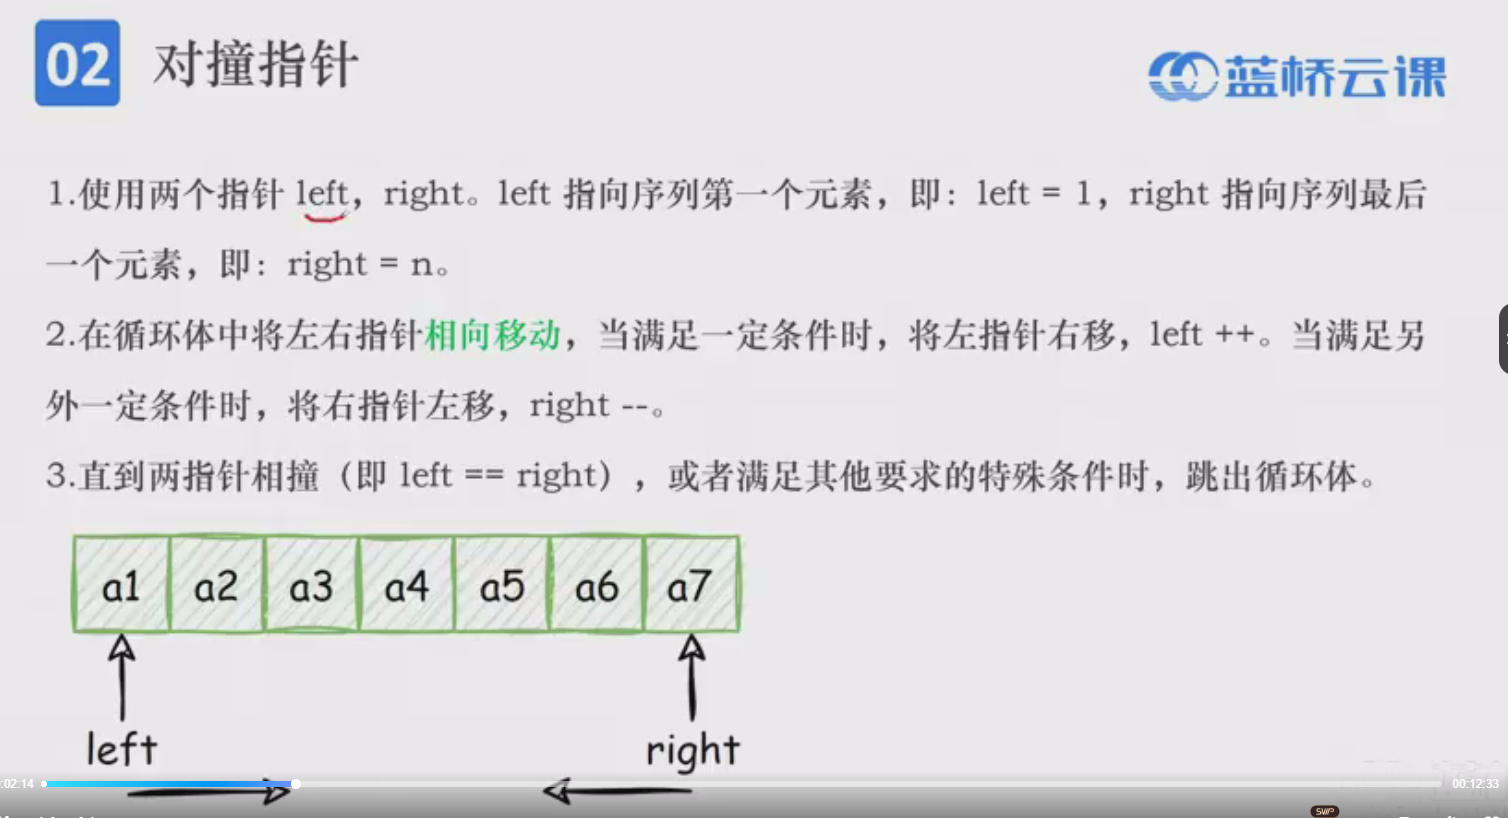 02 对撞指针
蓝桥云课
1.使用两个指针 left，right。left 指向序列第一个元素，即：left = 1，right 指向序列最后
一个元素，即：right = n。
2.在循环体中将左右指针相向移动，当满足一定条件时，将左指针右移，left ++。当满足另
外一定条件时，将右指针左移，right --。
3.直到两指针相撞（即 left == right），或者满足其他要求的特殊条件时，跳出循环体。
a1 a2 a3 a4 a5 a6 a7
left right
:02:14 00:12:33
SVIP